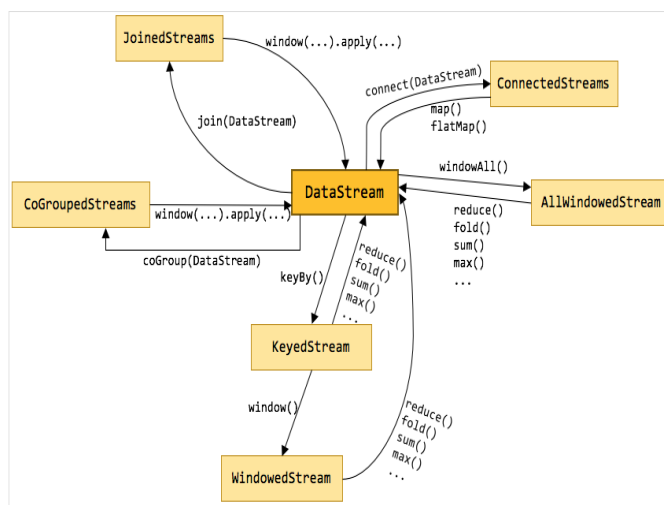 JoinedStreams
window(...).apply(...)
connect(DataStream)
ConnectedStreams
map()
flatMap()
join(DataStream)
windowAll()
DataStream
CoGroupedStreams
window(...).apply(...)
AllWindowedStream
reduce()
fold()
sum()
max()
...
coGroup(DataStream)
keyBy()
reduce()
fold()
sum()
max()
...
KeyedStream
window()
reduce()
fold()
sum()
max()
...
WindowedStream